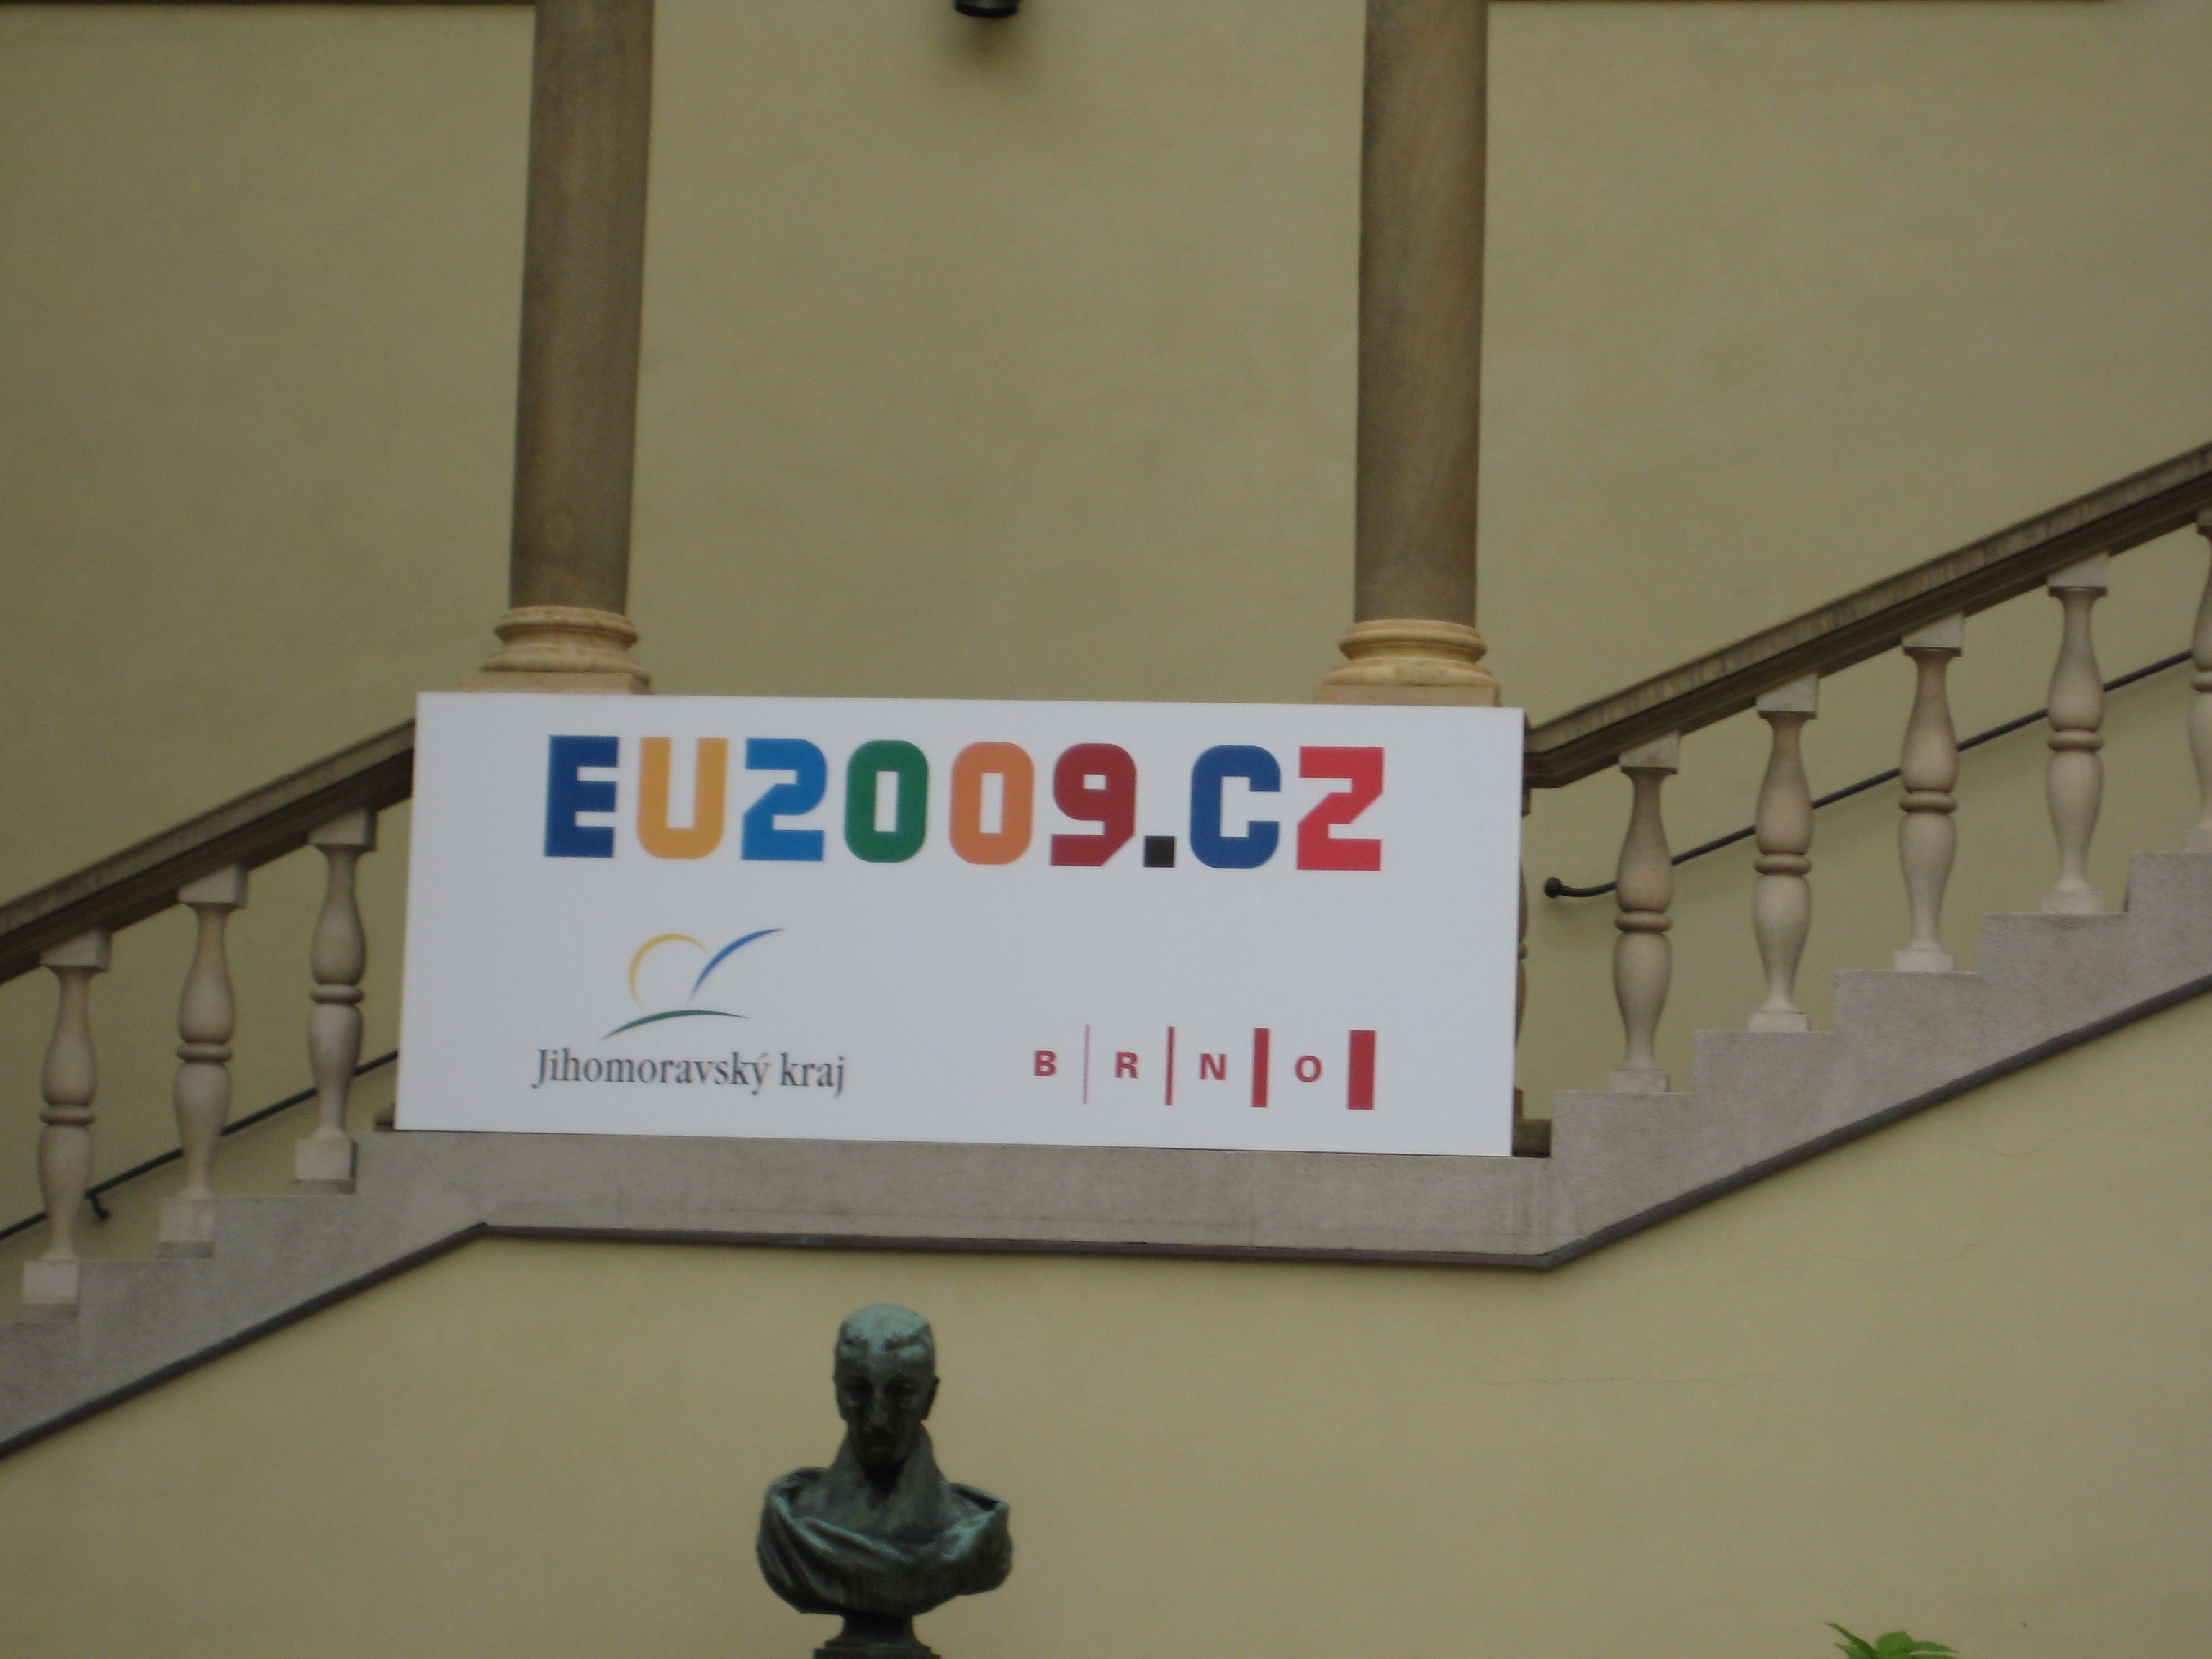 EU2009.CZ
Jihomoravský kraj
B R N O